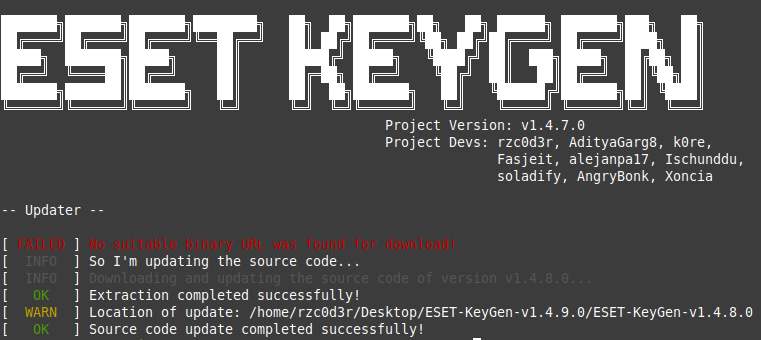 ESET KEYGEN
Project Version: v1.4.7.0
Project Devs: rzc0d3r, AdityaGarg8, k0re,
Fasjeit, alejanpa17, Ischunddu,
soladify, AngryBonk, Xoncia
-- Updater --
[ FAILED ] No suitable binary URL was found for download!
[ INFO ] So I'm updating the source code...
[ INFO ] Downloading and updating the source code of version v1.4.8.0...
[ OK ] Extraction completed successfully!
[ WARN ] Location of update: /home/rzc0d3r/Desktop/ESET-KeyGen-v1.4.9.0/ESET-KeyGen-v1.4.8.0
[ OK ] Source code update completed successfully!